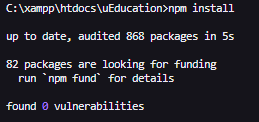 C:\xampp\htdocs\uEducation>npm install
up to date, audited 868 packages in 5s
82 packages are looking for funding
  run `npm fund` for details
found 0 vulnerabilities